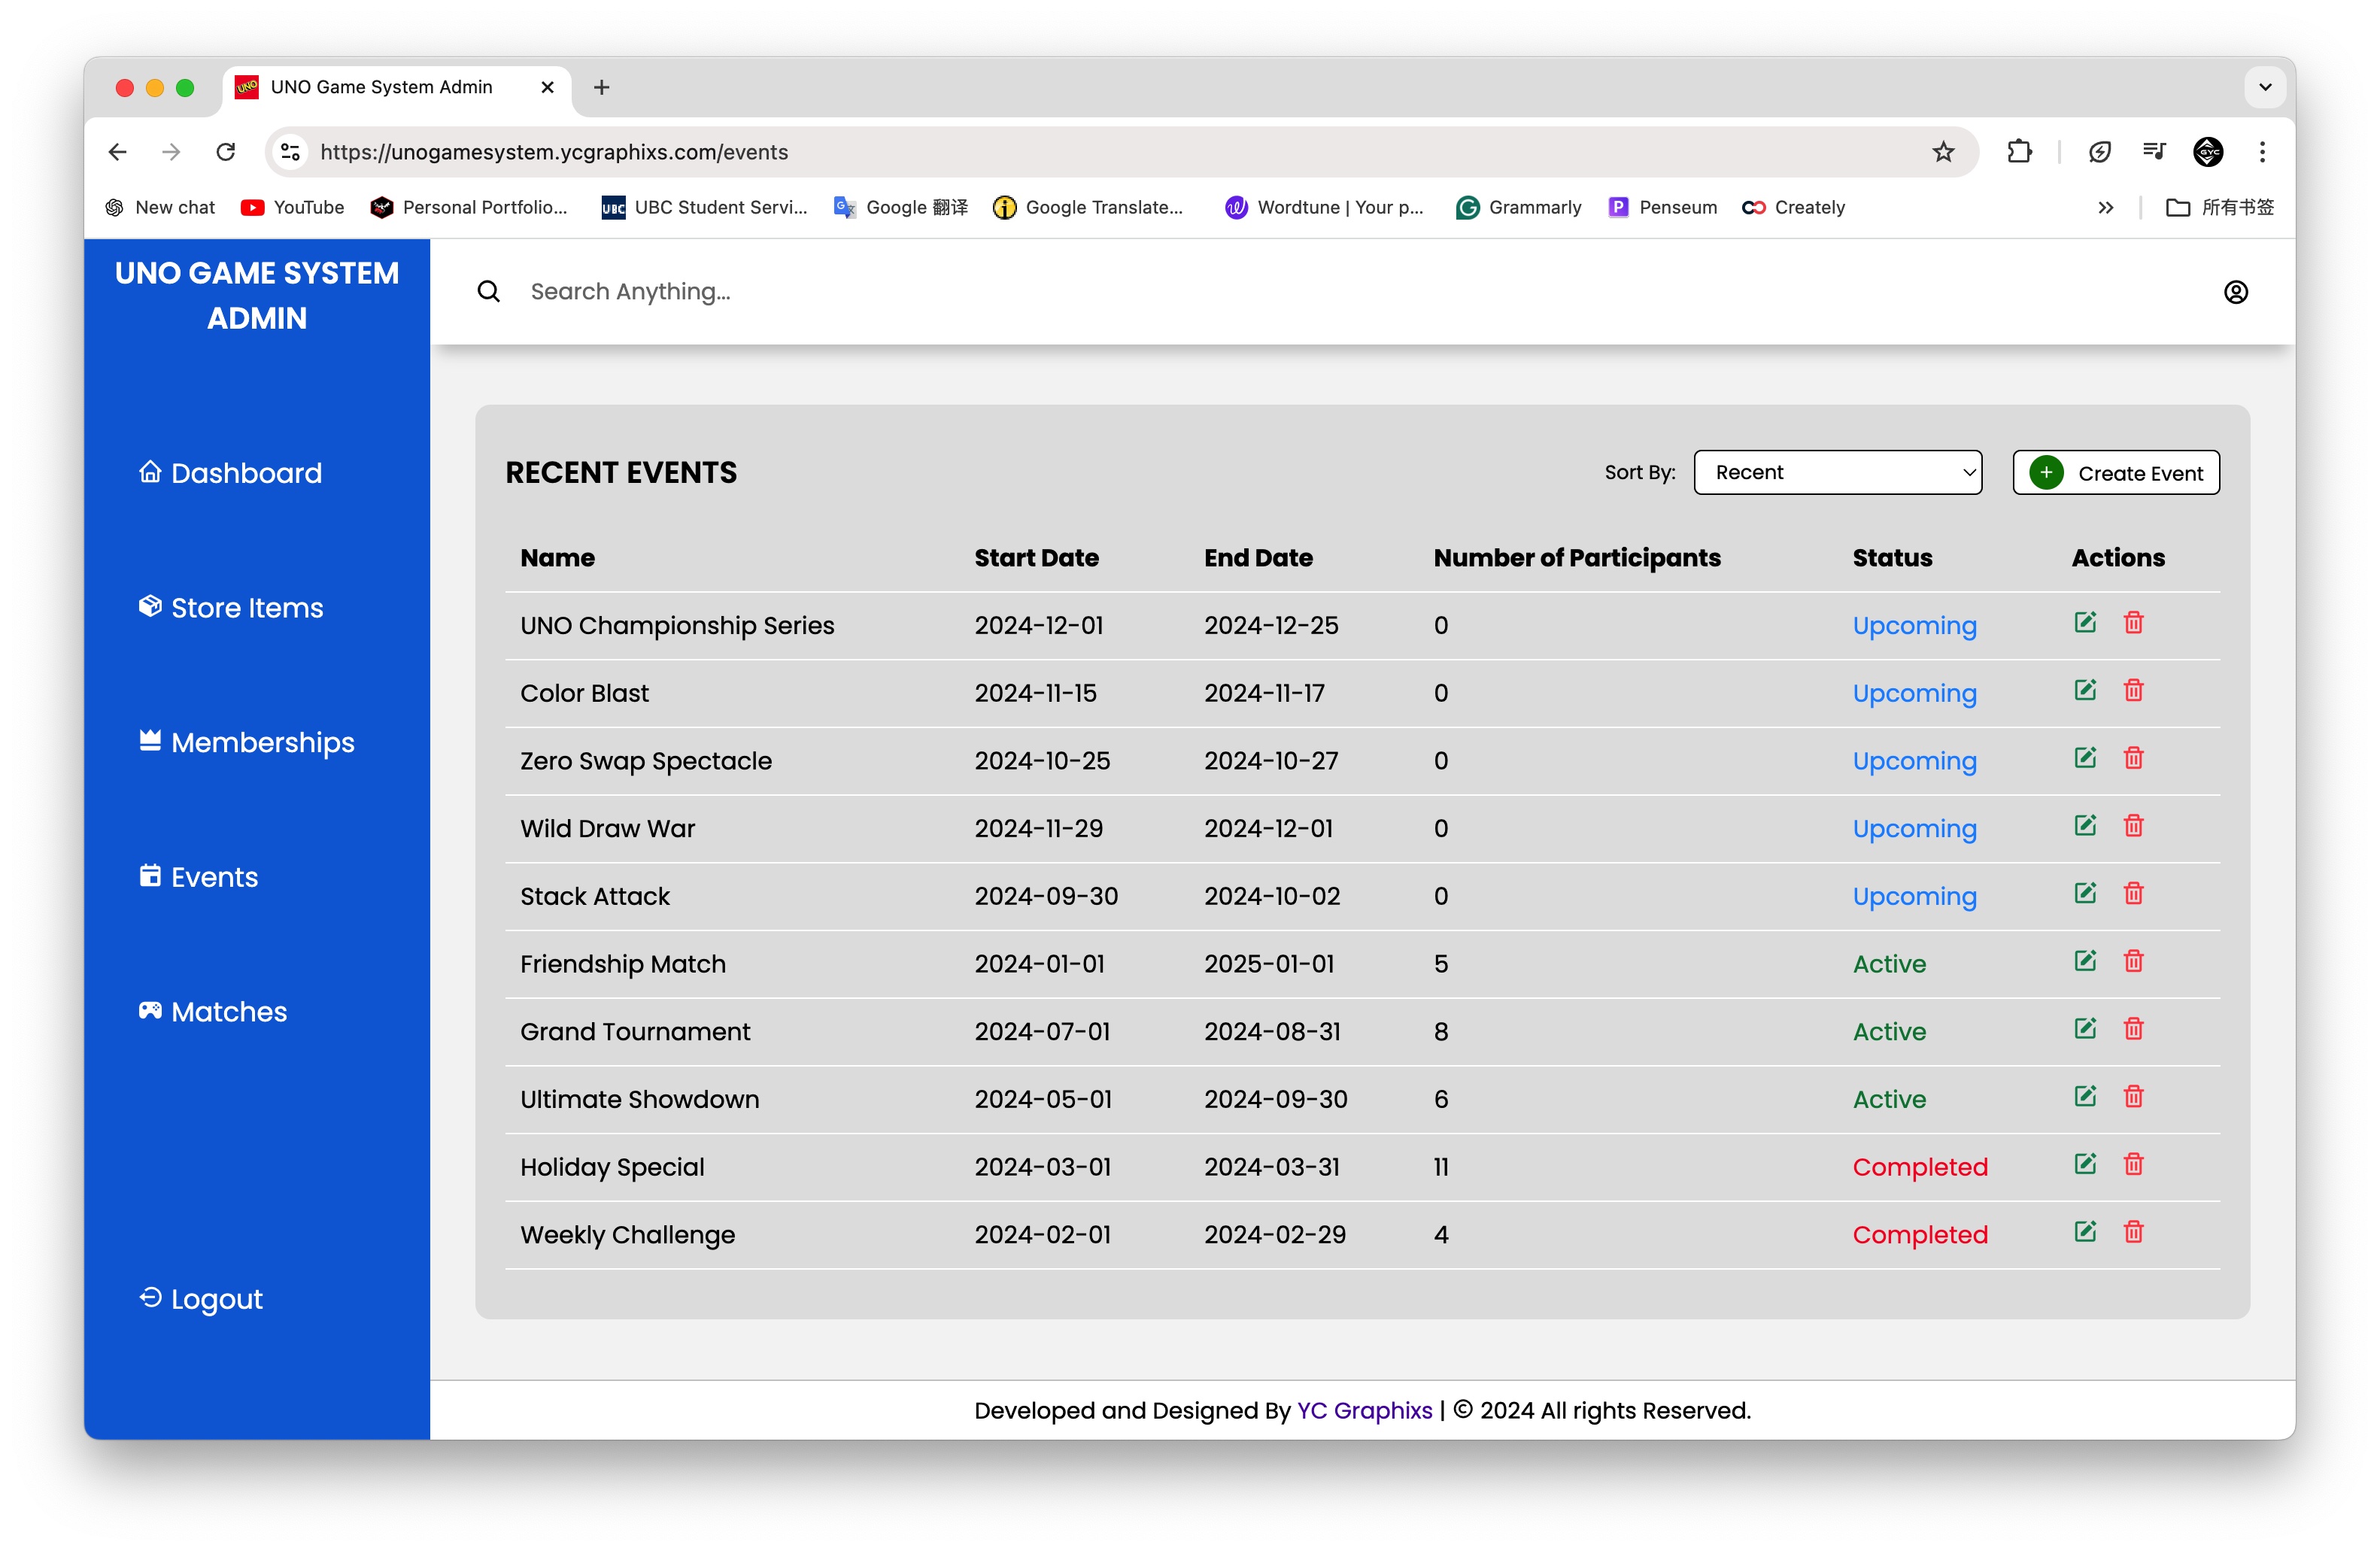 UNO Game System Admin
https://unogamesystem.ycgraphixs.com/events
New chat YouTube Personal Portfolio... UBC Student Servi... Google 翻译 Google Translate... Wordtune | Your p... Grammarly Penseum Creately 所有书签
UNO GAME SYSTEM
ADMIN
Dashboard
Store Items
Memberships
Events
Matches
Logout
Search Anything...
RECENT EVENTS Sort By: Recent Create Event
Name Start Date End Date Number of Participants Status Actions
UNO Championship Series 2024-12-01 2024-12-25 0 Upcoming
Color Blast 2024-11-15 2024-11-17 0 Upcoming
Zero Swap Spectacle 2024-10-25 2024-10-27 0 Upcoming
Wild Draw War 2024-11-29 2024-12-01 0 Upcoming
Stack Attack 2024-09-30 2024-10-02 0 Upcoming
Friendship Match 2024-01-01 2025-01-01 5 Active
Grand Tournament 2024-07-01 2024-08-31 8 Active
Ultimate Showdown 2024-05-01 2024-09-30 6 Active
Holiday Special 2024-03-01 2024-03-31 11 Completed
Weekly Challenge 2024-02-01 2024-02-29 4 Completed
Developed and Designed By YC Graphixs | © 2024 All rights Reserved.